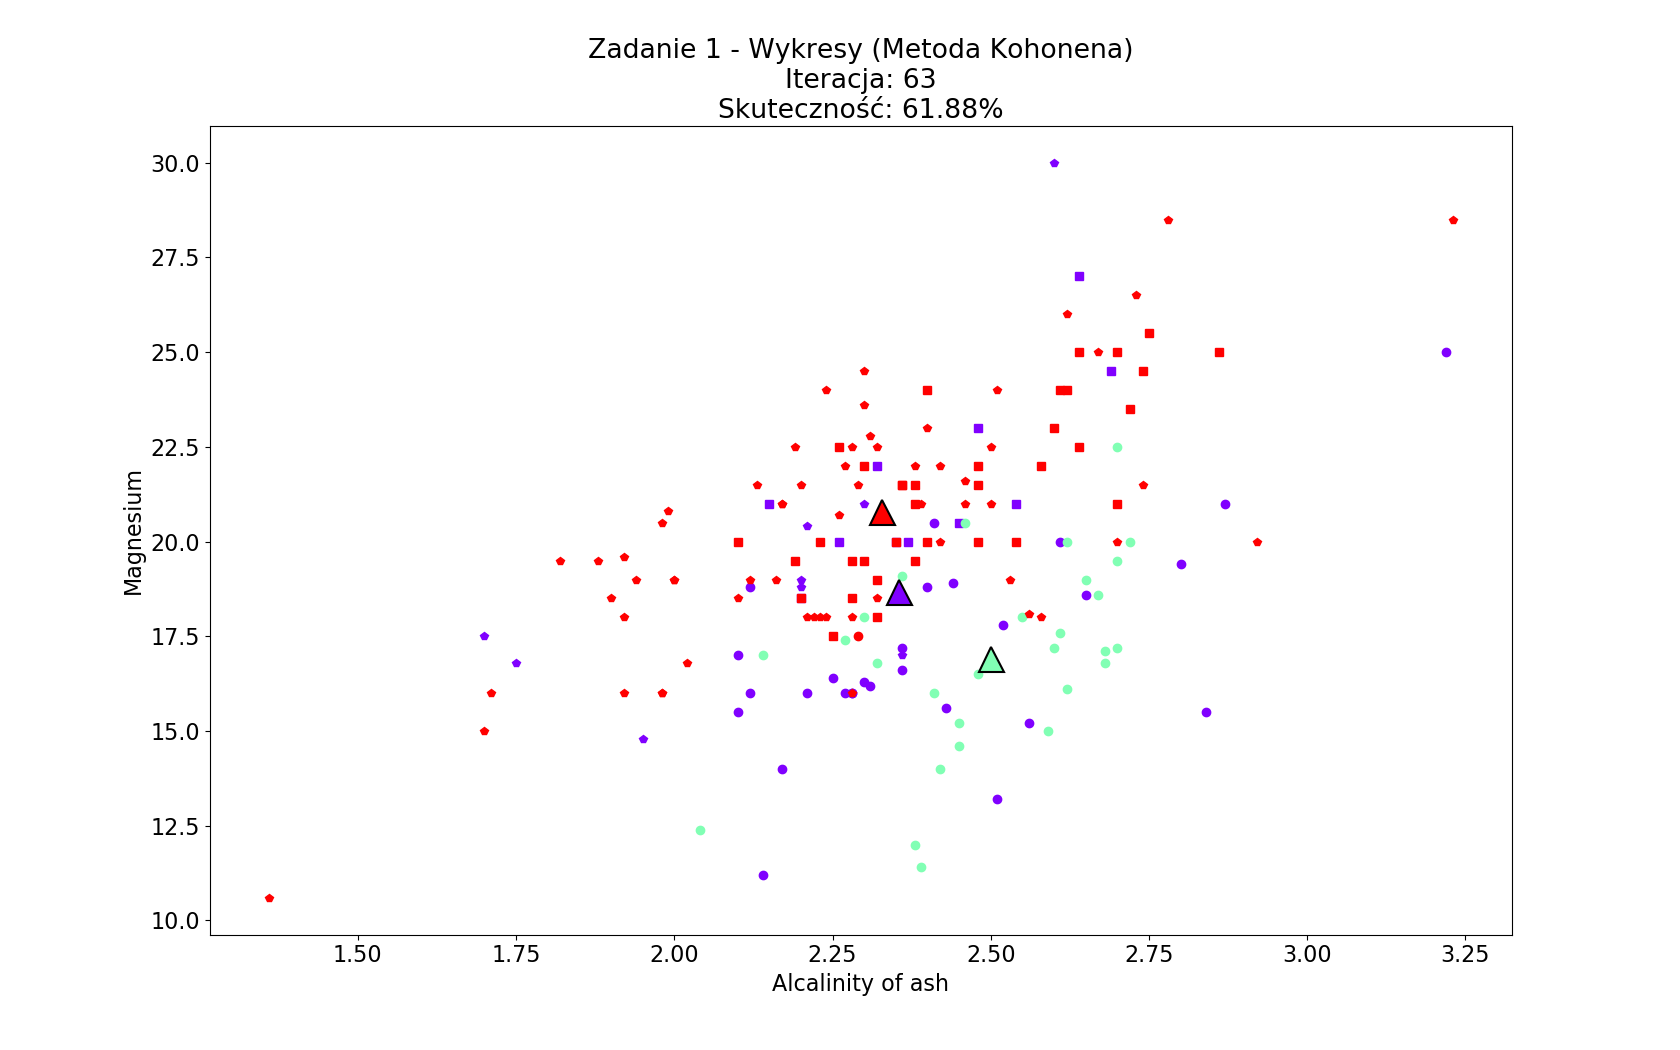 Zadanie 1 - Wykresy (Metoda Kohonena)
Iteracja: 63
Skuteczność: 61.88%
30.0
27.5
25.0
22.5
20.0
17.5
15.0
12.5
10.0
Magnesium
1.50 1.75 2.00 2.25 2.50 2.75 3.00 3.25
Alcalinity of ash